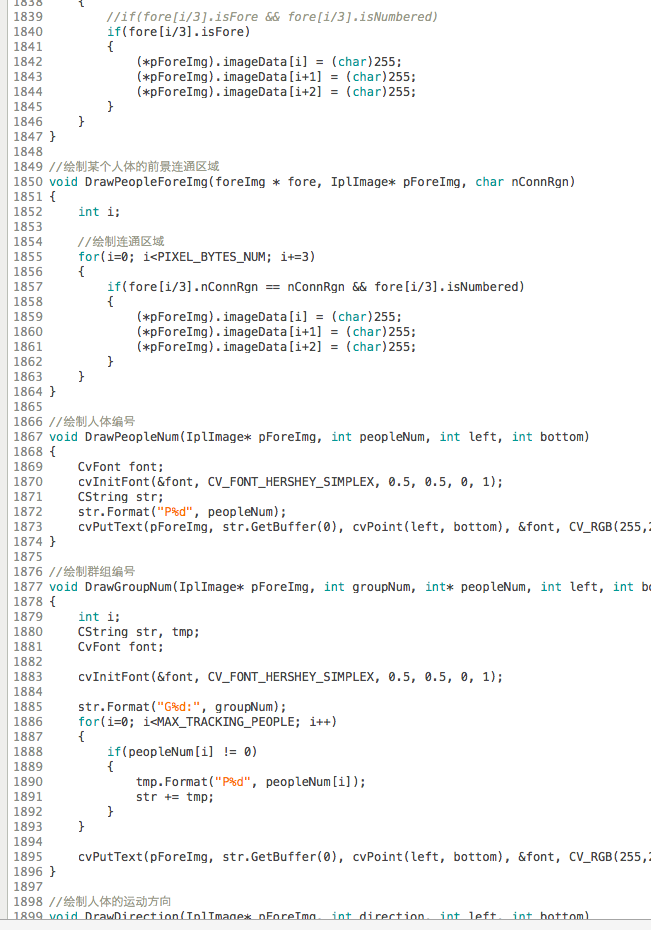 1838     {
1839         //if(fore[i/3].isFore && fore[i/3].isNumbered)
1840         if(fore[i/3].isFore)
1841         {
1842             (*pForeImg).imageData[i] = (char)255;
1843             (*pForeImg).imageData[i+1] = (char)255;
1844             (*pForeImg).imageData[i+2] = (char)255;
1845         }
1846     }
1847 }
1848
1849 //绘制某个人体的前景连通区域
1850 void DrawPeopleForeImg(foreImg * fore, IplImage* pForeImg, char nConnRgn)
1851 {
1852     int i;
1853
1854     //绘制连通区域
1855     for(i=0; i<PIXEL_BYTES_NUM; i+=3)
1856     {
1857         if(fore[i/3].nConnRgn == nConnRgn && fore[i/3].isNumbered)
1858         {
1859             (*pForeImg).imageData[i] = (char)255;
1860             (*pForeImg).imageData[i+1] = (char)255;
1861             (*pForeImg).imageData[i+2] = (char)255;
1862         }
1863     }
1864 }
1865
1866 //绘制人体编号
1867 void DrawPeopleNum(IplImage* pForeImg, int peopleNum, int left, int bottom)
1868 {
1869     CvFont font;
1870     cvInitFont(&font, CV_FONT_HERSHEY_SIMPLEX, 0.5, 0.5, 0, 1);
1871     CString str;
1872     str.Format("P%d", peopleNum);
1873     cvPutText(pForeImg, str.GetBuffer(0), cvPoint(left, bottom), &font, CV_RGB(255,2
1874 }
1875
1876 //绘制群组编号
1877 void DrawGroupNum(IplImage* pForeImg, int groupNum, int* peopleNum, int left, int bo
1878 {
1879     int i;
1880     CString str, tmp;
1881     CvFont font;
1882
1883     cvInitFont(&font, CV_FONT_HERSHEY_SIMPLEX, 0.5, 0.5, 0, 1);
1884
1885     str.Format("G%d:", groupNum);
1886     for(i=0; i<MAX_TRACKING_PEOPLE; i++)
1887     {
1888         if(peopleNum[i] != 0)
1889         {
1890             tmp.Format("P%d", peopleNum[i]);
1891             str += tmp;
1892         }
1893     }
1894
1895     cvPutText(pForeImg, str.GetBuffer(0), cvPoint(left, bottom), &font, CV_RGB(255,2
1896 }
1897
1898 //绘制人体的运动方向
1899 void DrawDirection(IplImage* pForeImg, int direction, int left, int bottom)